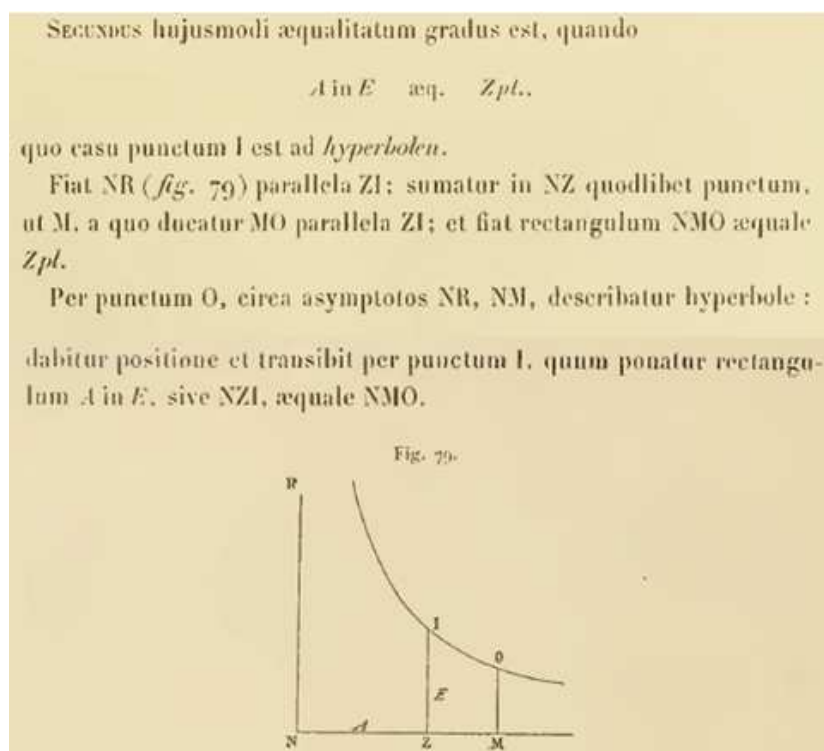 SECUNDUS hujusmodi æqualitatum gradus est, quando
A in E æq. Zpl..
quo casu punctum I est ad hyperbolen.
Fiat NR (fig. 79) parallela ZI; sumatur in NZ quodlibet punctum,
ut M, a quo ducatur MO parallela ZI; et fiat rectangulum NMO æquale
Zpl.
Per punctum O, circa asymptotos NR, NM, describatur hyperbole :
dabitur positione et transibit per punctum I, quum ponatur rectangu-
lum A in E, sive NZI, æquale NMO.
Fig. 79.
R
I
O
E
A
N
Z
M